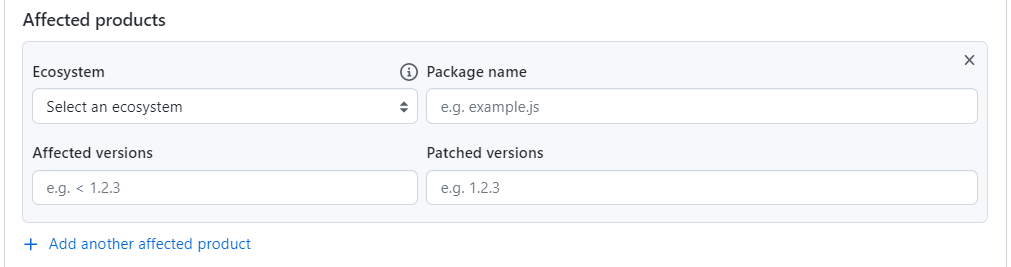 Affected products
Ecosystem
Package name
Select an ecosystem
e.g. example.js
Affected versions
Patched versions
e.g. < 1.2.3
e.g. 1.2.3
Add another affected product